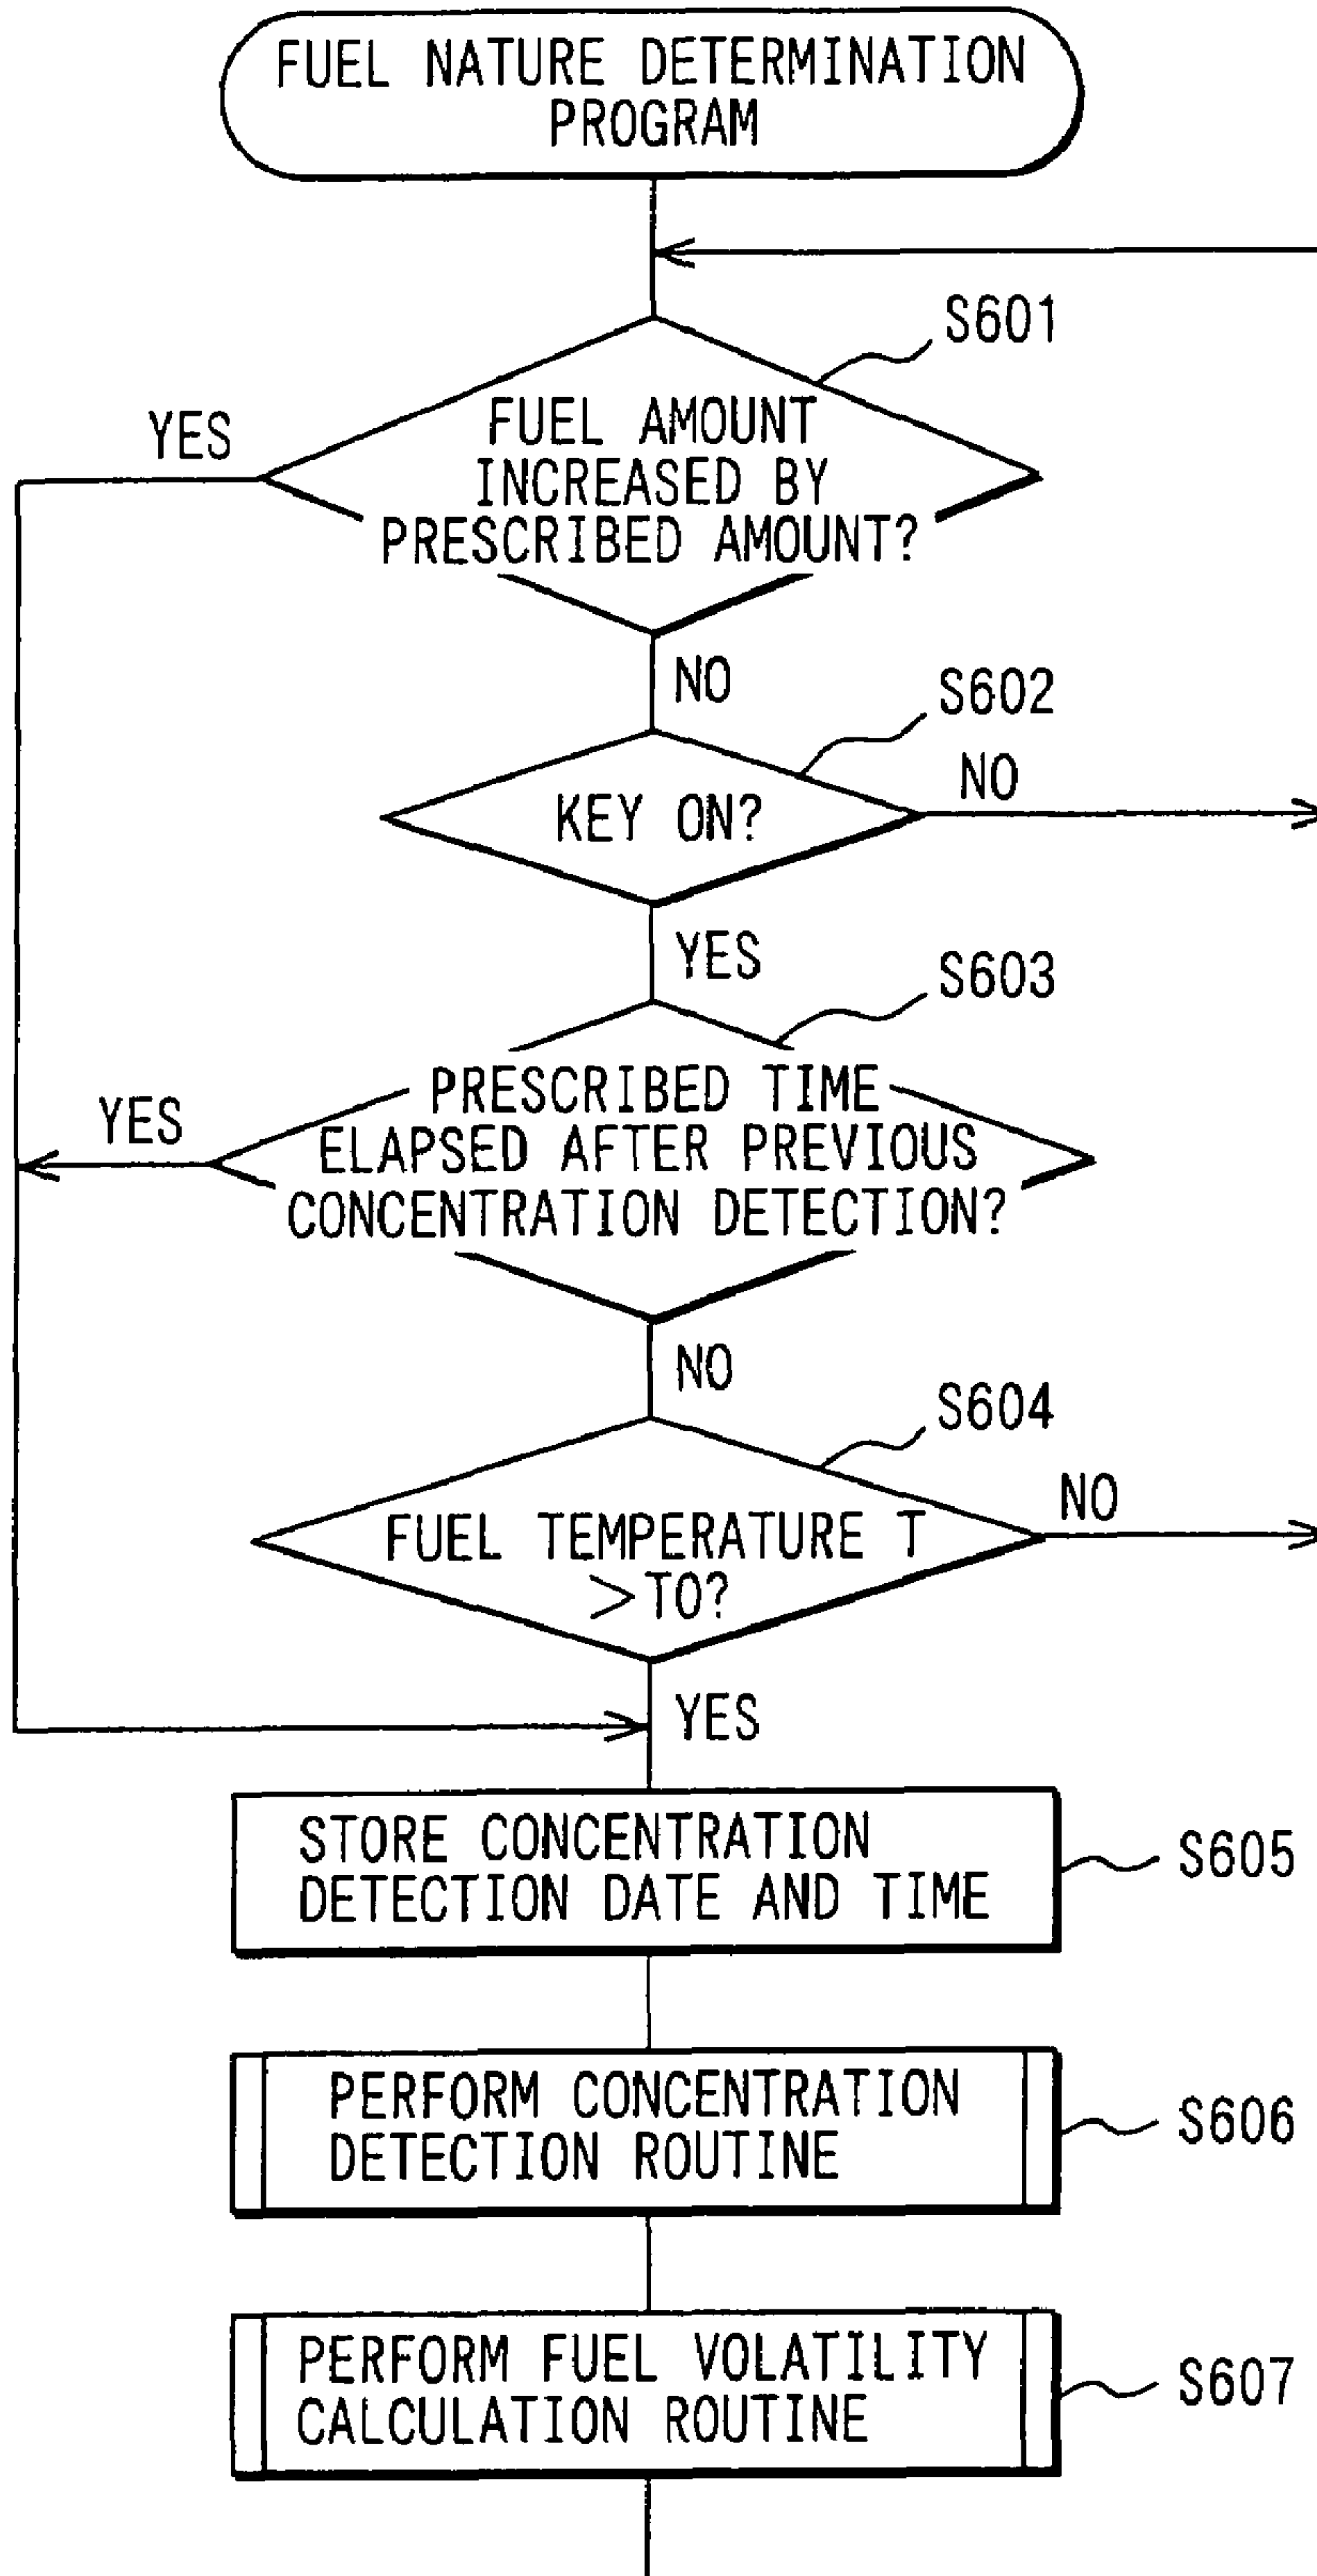 FUEL NATURE DETERMINATION
PROGRAM
S601
YES
FUEL AMOUNT
INCREASED BY
PRESCRIBED AMOUNT?
NO
S602
NO
KEY ON?
YES
S603
PRESCRIBED TIME
YES
ELAPSED AFTER PREVIOUS
CONCENTRATION DETECTION?
NO
S604
NO
FUEL TEMPERATURE T
>TO?
YES
STORE CONCENTRATION
DETECTION DATE AND TIME
S605
PERFORM CONCENTRATION
DETECTION ROUTINE
S606
PERFORM FUEL VOLATILITY
CALCULATION ROUTINE
S607